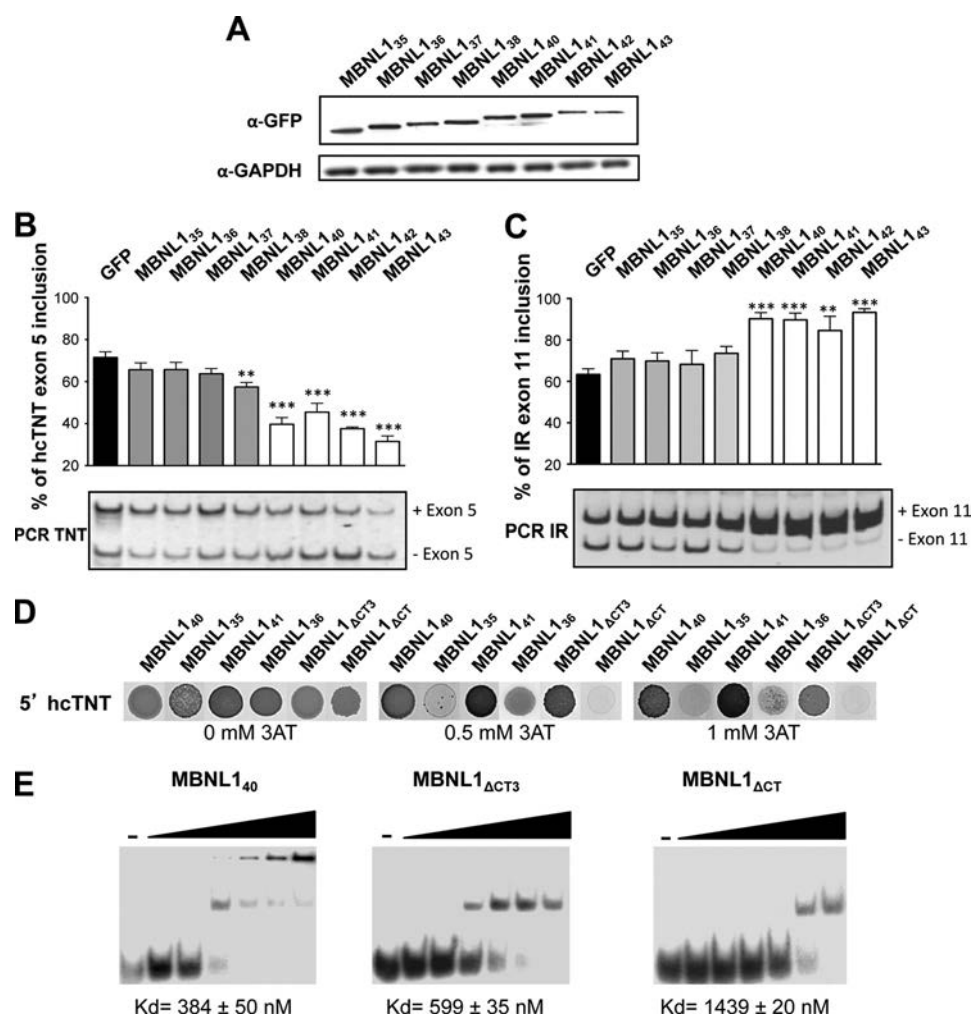 A
MBNL1₃₅ MBNL1₃₆ MBNL1₃₇ MBNL1₃₈ MBNL1₄₀ MBNL1₄₁ MBNL1₄₂ MBNL1₄₃
α-GFP
α-GAPDH
B
GFP MBNL1₃₅ MBNL1₃₆ MBNL1₃₇ MBNL1₃₈ MBNL1₄₀ MBNL1₄₁ MBNL1₄₂ MBNL1₄₃
% of hcTNT exon 5 inclusion
100
80
60
40
20
** *** *** *** ***
PCR TNT
+ Exon 5
- Exon 5
C
GFP MBNL1₃₅ MBNL1₃₆ MBNL1₃₇ MBNL1₃₈ MBNL1₄₀ MBNL1₄₁ MBNL1₄₂ MBNL1₄₃
% of IR exon 11 inclusion
100
80
60
40
20
*** *** ** ***
PCR IR
+ Exon 11
- Exon 11
D
MBNL1₄₀ MBNL1₃₅ MBNL1₄₁ MBNL1₃₆ MBNL1ΔCT3 MBNL1ΔCT MBNL1₄₀ MBNL1₃₅ MBNL1₄₁ MBNL1₃₆ MBNL1ΔCT3 MBNL1ΔCT MBNL1₄₀ MBNL1₃₅ MBNL1₄₁ MBNL1₃₆ MBNL1ΔCT3 MBNL1ΔCT
5' hcTNT
0 mM 3AT 0.5 mM 3AT 1 mM 3AT
E
MBNL1₄₀ MBNL1ΔCT3 MBNL1ΔCT
- - -
Kd= 384 ± 50 nM Kd= 599 ± 35 nM Kd= 1439 ± 20 nM